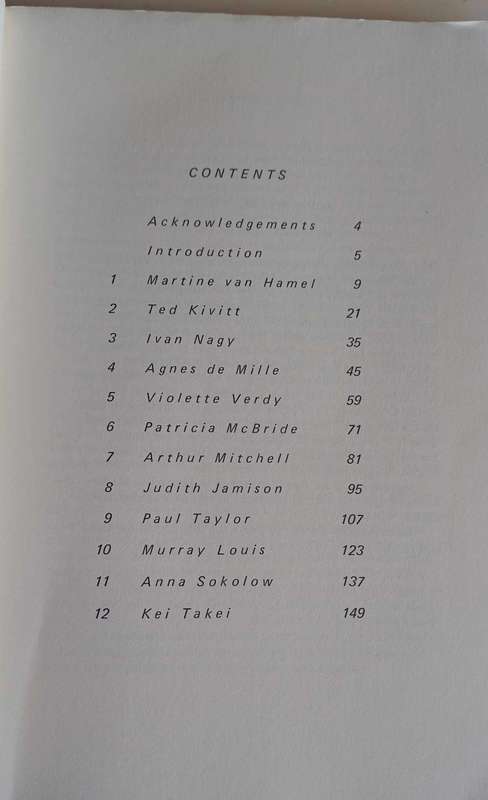 CONTENTS
Acknowledgements 4
Introduction 5
1 Martine van Hamel 9
2 Ted Kivitt 21
3 Ivan Nagy 35
4 Agnes de Mille 45
5 Violette Verdy 59
6 Patricia McBride 71
7 Arthur Mitchell 81
8 Judith Jamison 95
9 Paul Taylor 107
10 Murray Louis 123
11 Anna Sokolow 137
12 Kei Takei 149